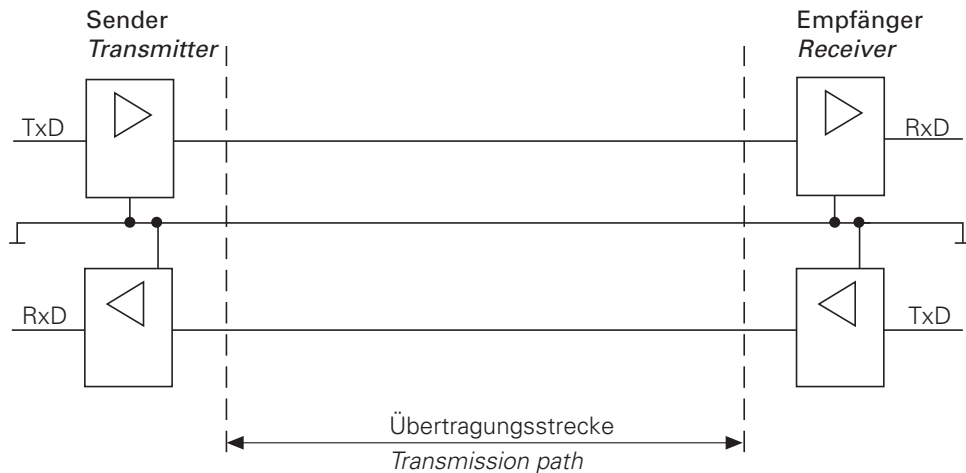 Sender
Transmitter
Empfänger
Receiver
TxD
RxD
RxD
TxD
Übertragungsstrecke
Transmission path